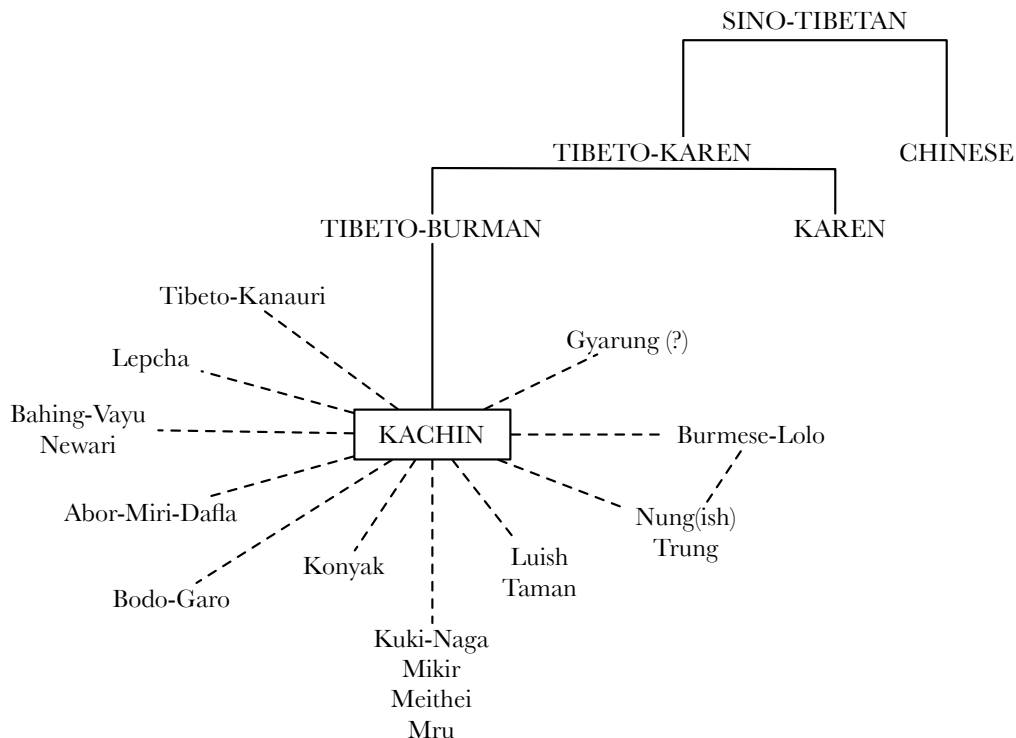 SINO-TIBETAN
TIBETO-KAREN
CHINESE
TIBETO-BURMAN
KAREN
Tibeto-Kanauri
Gyarung (?)
Lepcha
Bahing-Vayu
Newari
KACHIN
Burmese-Lolo
Abor-Miri-Dafla
Nung(ish)
Trung
Konyak
Luish
Taman
Bodo-Garo
Kuki-Naga
Mikir
Meithei
Mru